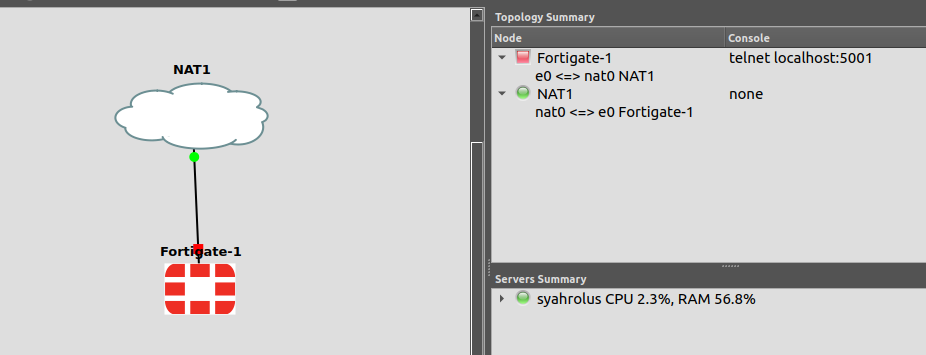 NAT1
Fortigate-1
Topology Summary
Node Console
Fortigate-1 telnet localhost:5001
e0 <=> nat0 NAT1
NAT1 none
nat0 <=> e0 Fortigate-1
Servers Summary
syahrolus CPU 2.3%, RAM 56.8%